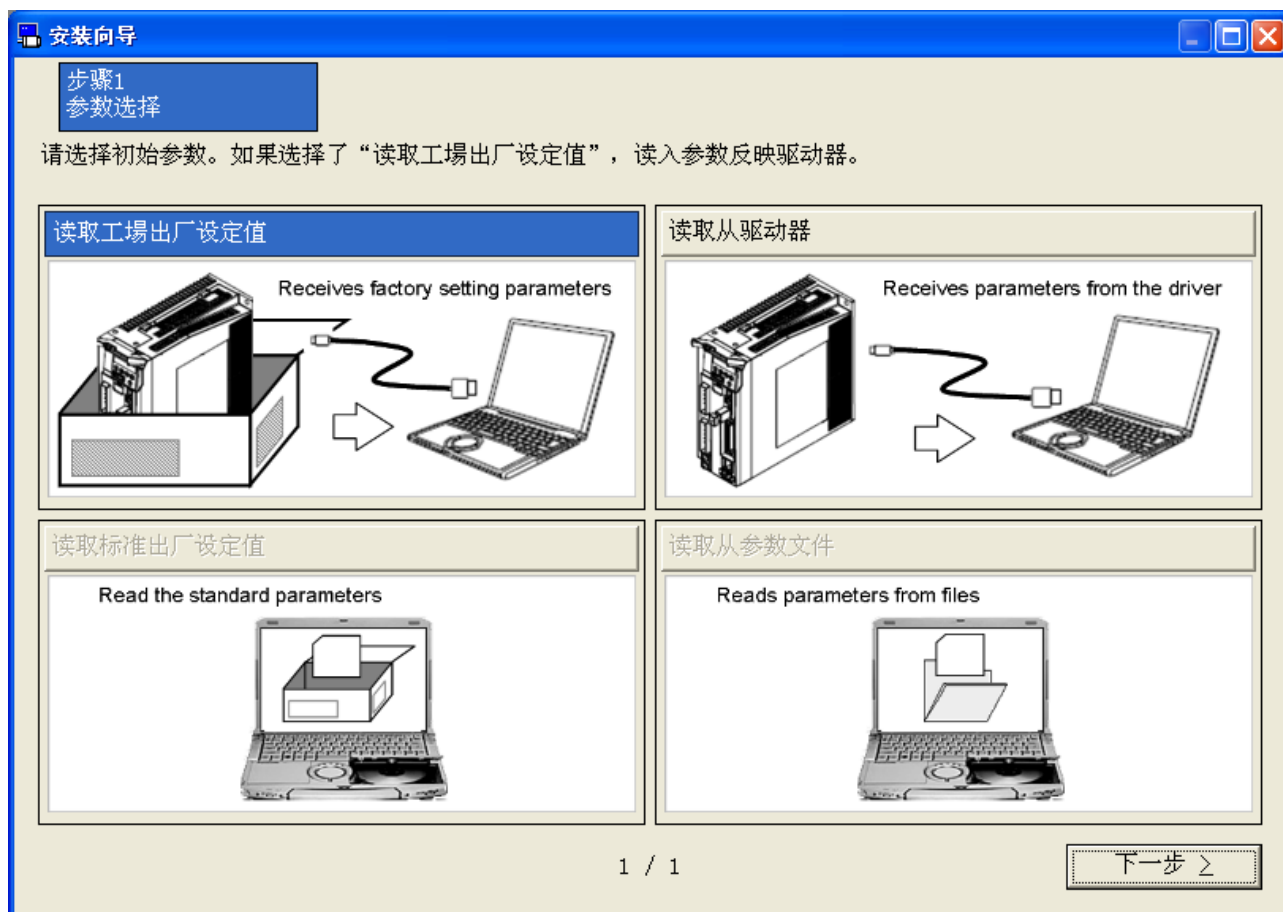 安装向导
步骤1
参数选择
请选择初始参数。如果选择了“读取工場出厂设定值”，读入参数反映驱动器。
读取工場出厂设定值
Receives factory setting parameters
读取从驱动器
Receives parameters from the driver
读取标准出厂设定值
Read the standard parameters
读取从参数文件
Reads parameters from files
1 / 1
下一步 >